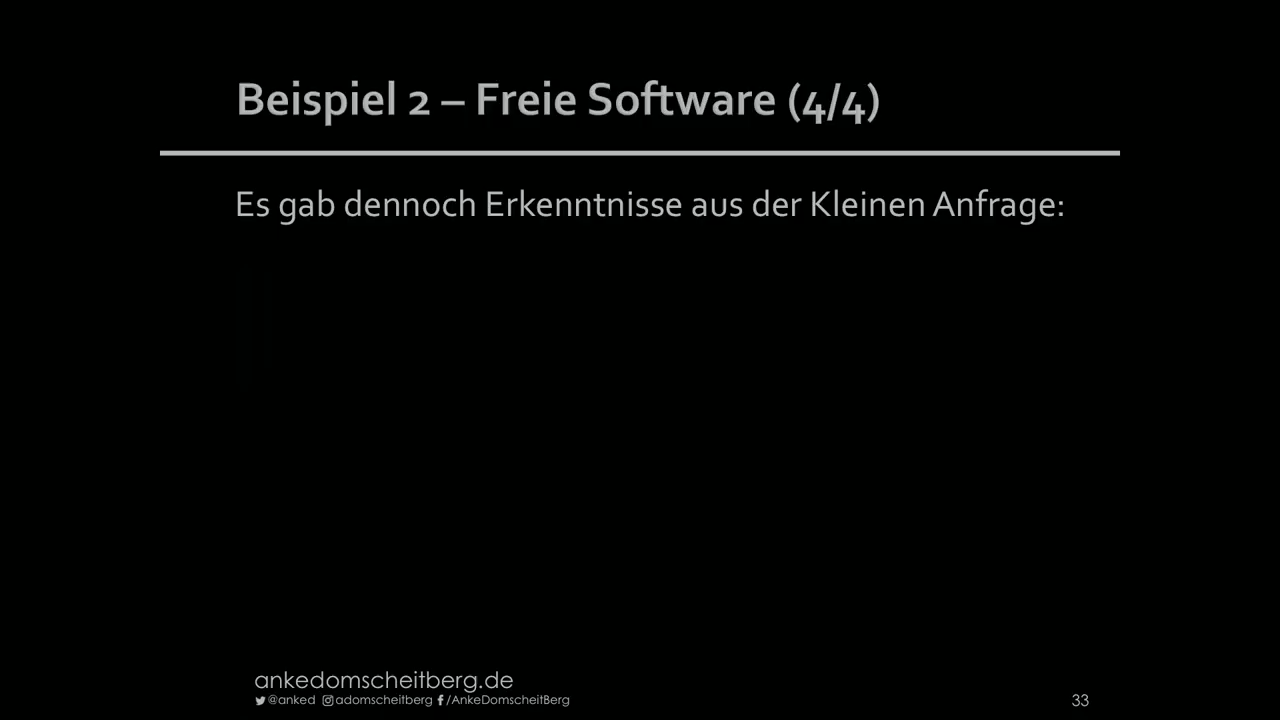 Beispiel 2 – Freie Software (4/4)
Es gab dennoch Erkenntnisse aus der Kleinen Anfrage:
ankedomscheitberg.de
@anked adomscheitberg /AnkeDomscheitBerg
33